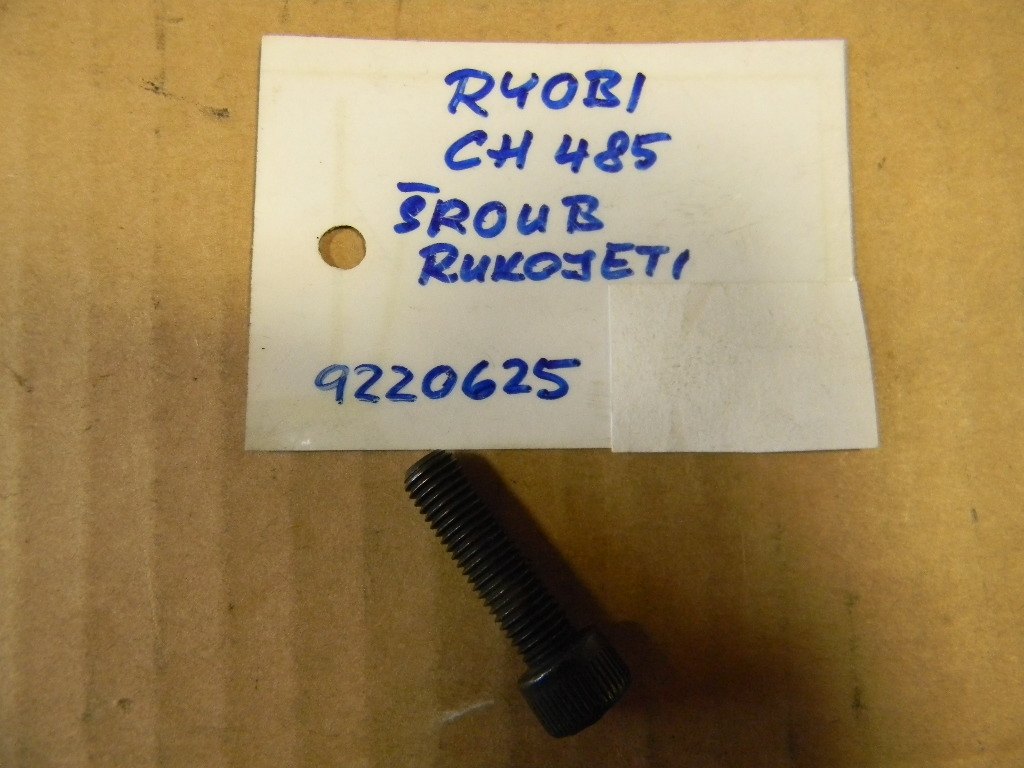 RYOBI
CH 485
ŠROUB
RUKOJETI
9220625